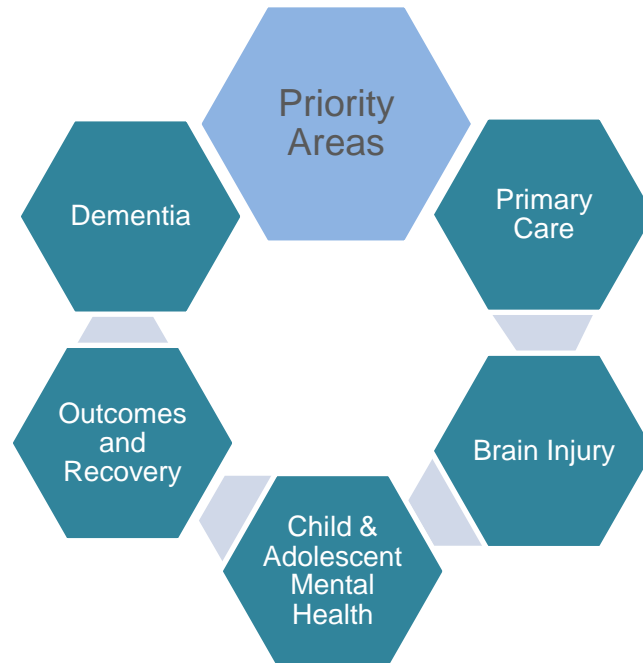 Priority
Areas
Primary
Care
Brain Injury
Child &
Adolescent
Mental
Health
Outcomes
and
Recovery
Dementia